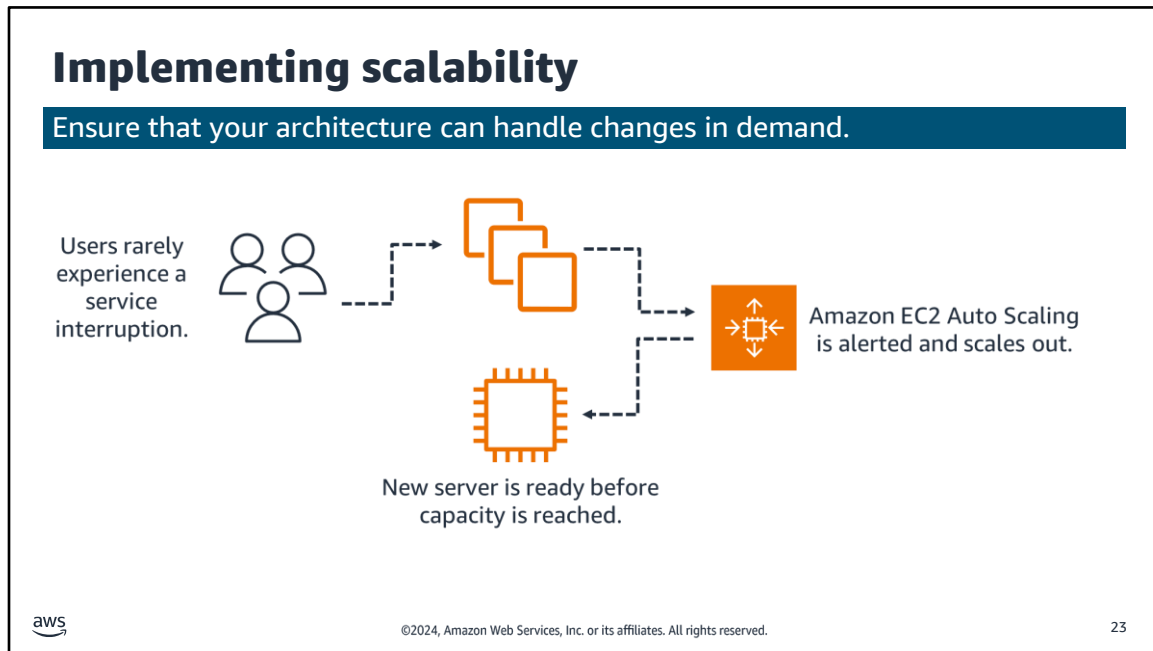 Implementing scalability
Ensure that your architecture can handle changes in demand.
Users rarely
experience a
service
interruption.
Amazon EC2 Auto Scaling
is alerted and scales out.
New server is ready before
capacity is reached.
aws
©2024, Amazon Web Services, Inc. or its affiliates. All rights reserved.
23